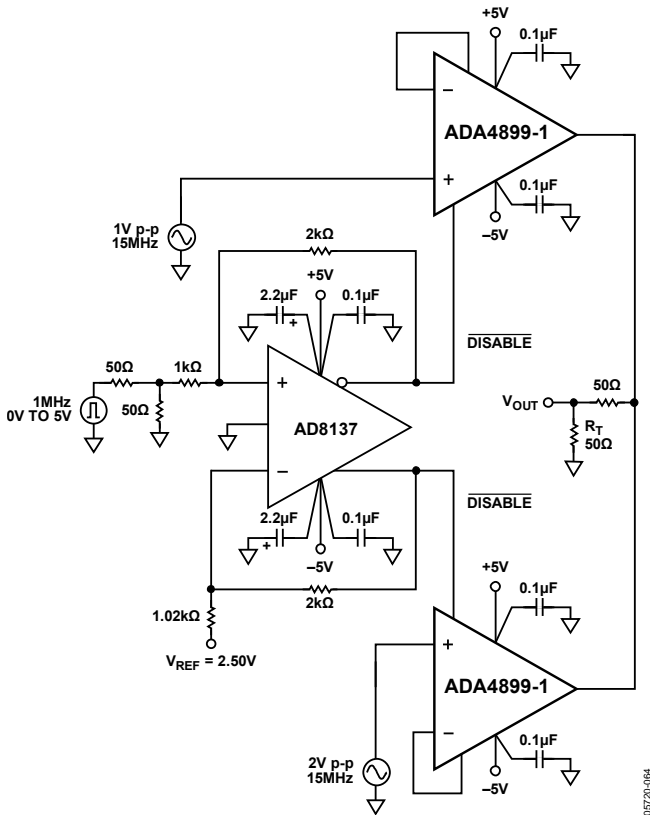 +5V
0.1µF
−
ADA4899-1
+
0.1µF
−5V
1V p-p
15MHz
2kΩ
+5V
2.2µF
+
0.1µF
DISABLE
50Ω
1kΩ
+
1MHz
0V TO 5V
50Ω
AD8137
−
VOUT
50Ω
RT
50Ω
DISABLE
2.2µF
+
0.1µF
−5V
2kΩ
1.02kΩ
VREF = 2.50V
+5V
0.1µF
+
ADA4899-1
−
0.1µF
−5V
2V p-p
15MHz
05720-064